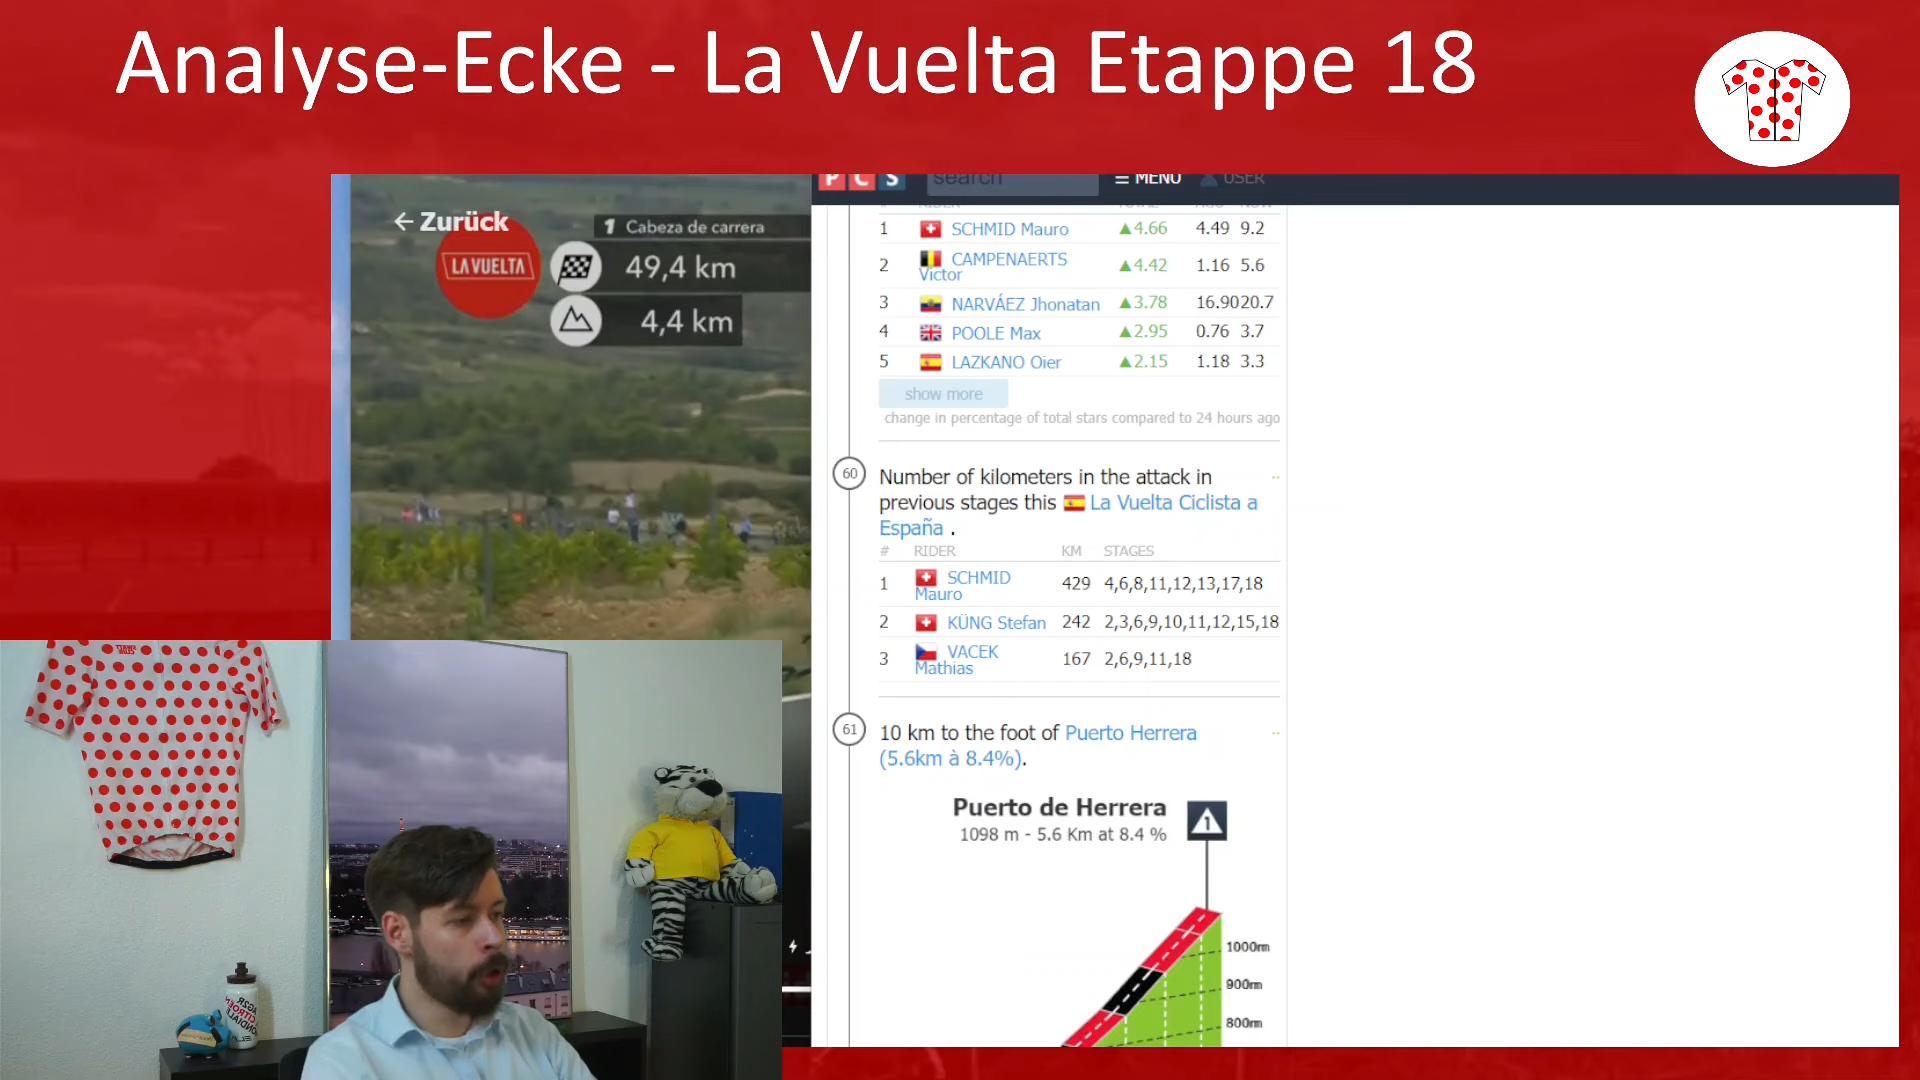 Analyse-Ecke - La Vuelta Etappe 18
← Zurück
LA VUELTA
1 Cabeza de carrera
49,4 km
4,4 km
PCS search ☰ MENU USER
1 SCHMID Mauro ▲4.66 4.49 9.2
2 CAMPENAERTS Victor ▲4.42 1.16 5.6
3 NARVÁEZ Jhonatan ▲3.78 16.90 20.7
4 POOLE Max ▲2.95 0.76 3.7
5 LAZKANO Oier ▲2.15 1.18 3.3
show more
change in percentage of total stars compared to 24 hours ago
60
Number of kilometers in the attack in
previous stages this La Vuelta Ciclista a
España .
# RIDER KM STAGES
1 SCHMID Mauro 429 4,6,8,11,12,13,17,18
2 KÜNG Stefan 242 2,3,6,9,10,11,12,15,18
3 VACEK Mathias 167 2,6,9,11,18
61
10 km to the foot of Puerto Herrera
(5.6km à 8.4%).
Puerto de Herrera
1098 m - 5.6 Km at 8.4 %
1
1000m
900m
800m